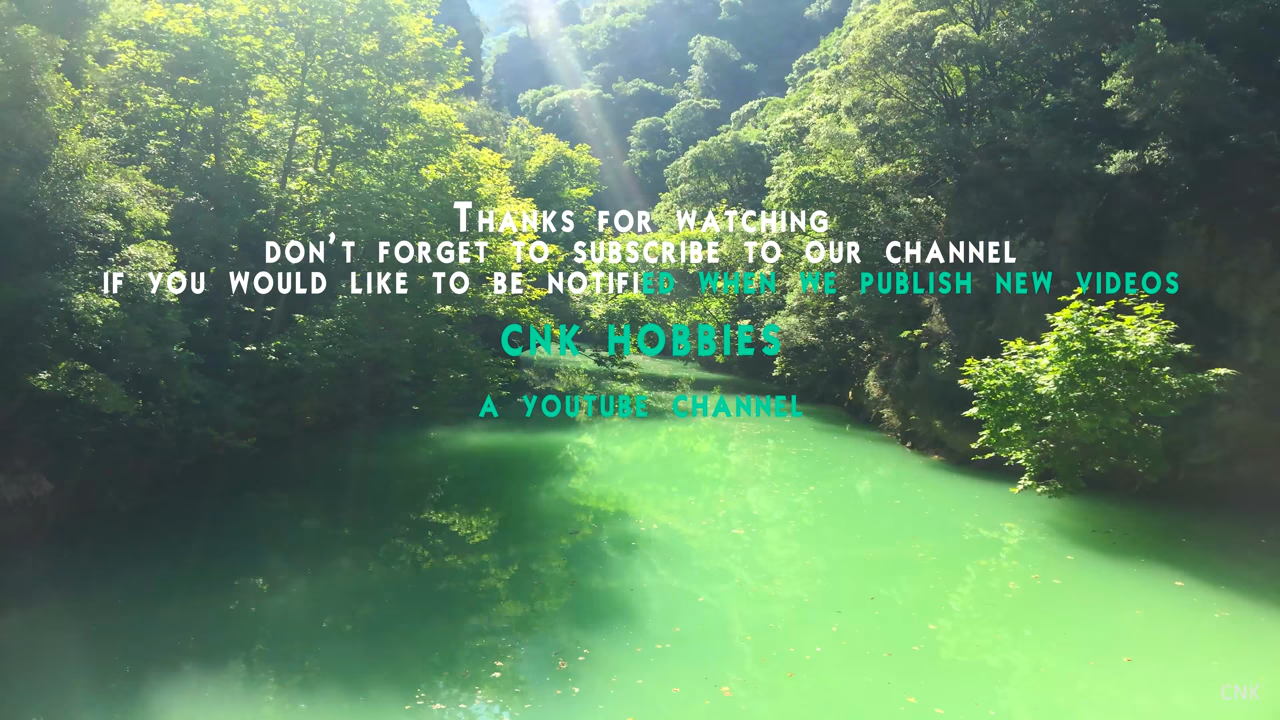 Thanks for watching
don't forget to subscribe to our channel
if you would like to be notified when we publish new videos
CNK HOBBIES
a youtube channel
CNK